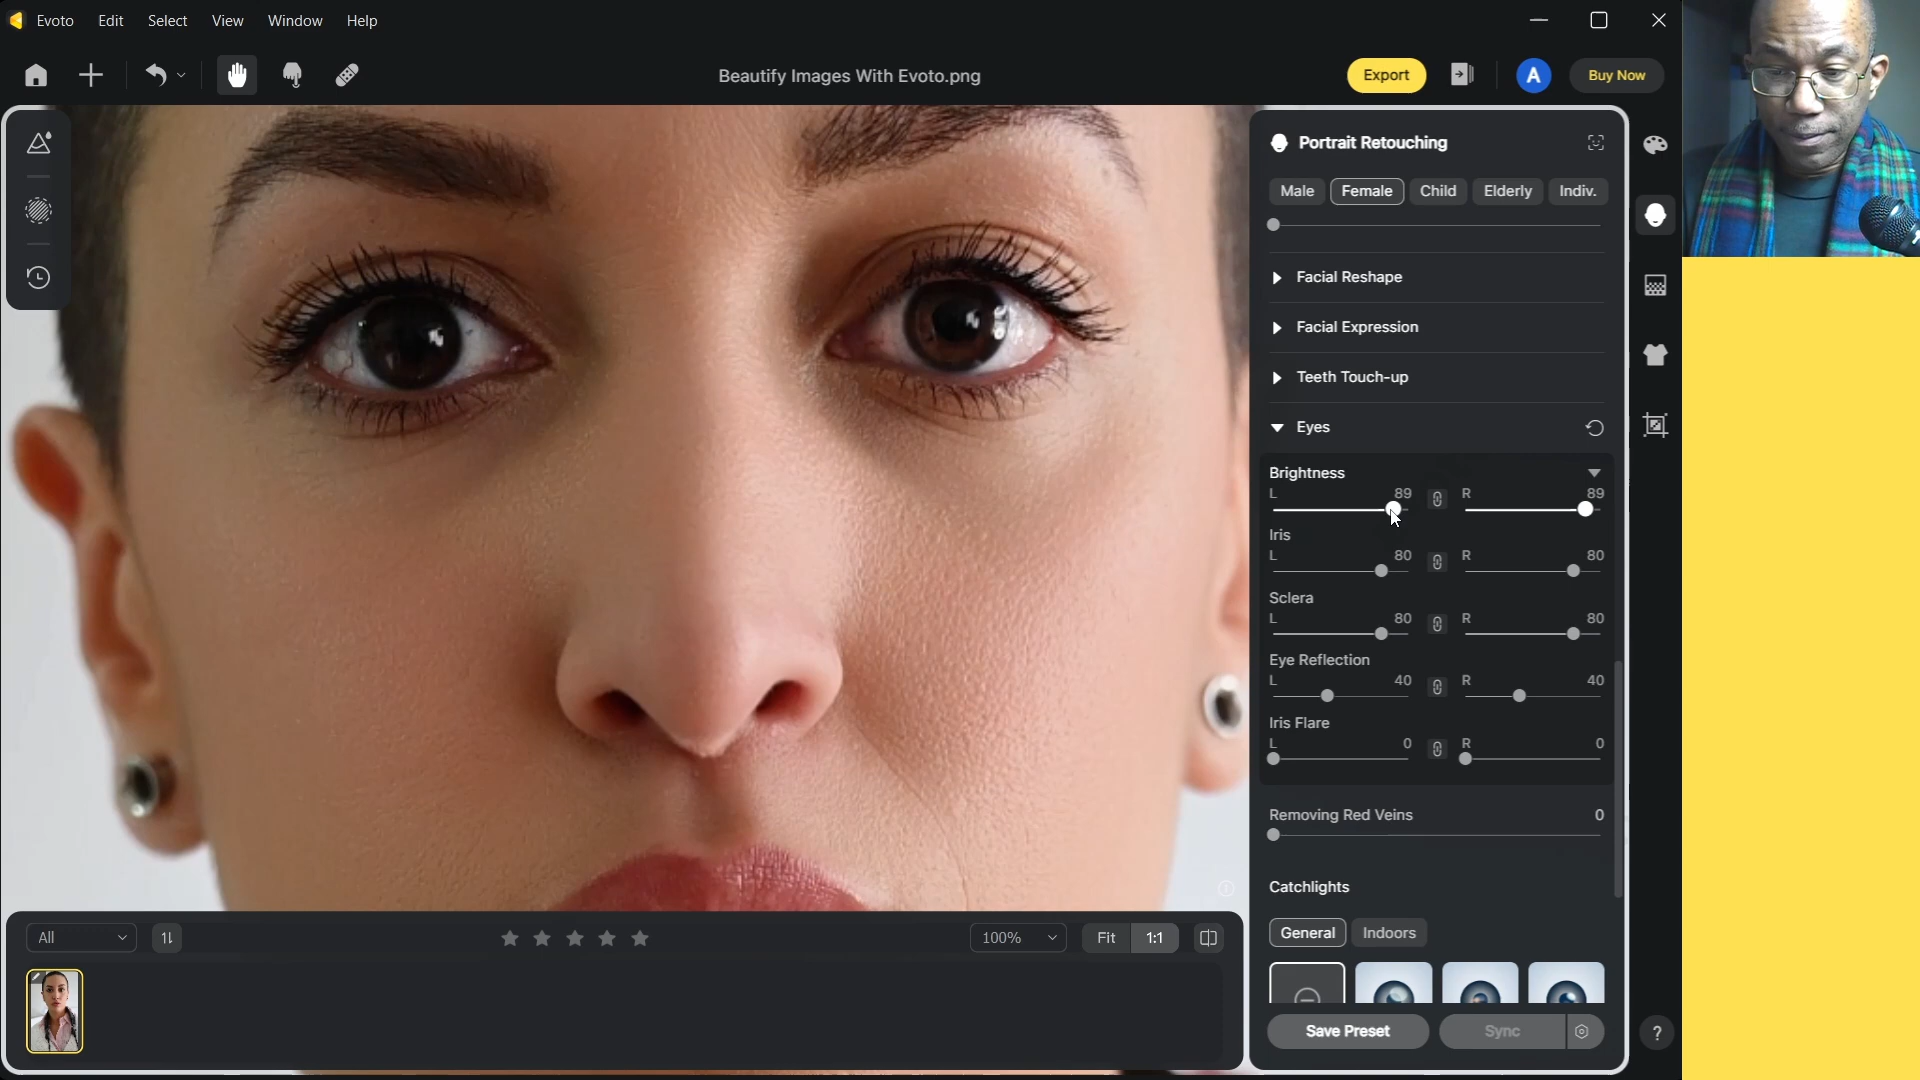 Evoto Edit Select View Window Help
Beautify Images With Evoto.png
Export
A
Buy Now
Portrait Retouching
Male Female Child Elderly Indiv.
Facial Reshape
Facial Expression
Teeth Touch-up
Eyes
Brightness
L 89 R 89
Iris
L 80 R 80
Sclera
L 80 R 80
Eye Reflection
L 40 R 40
Iris Flare
L 0 R 0
Removing Red Veins 0
Catchlights
General Indoors
All
100% Fit 1:1
Save Preset Sync
?